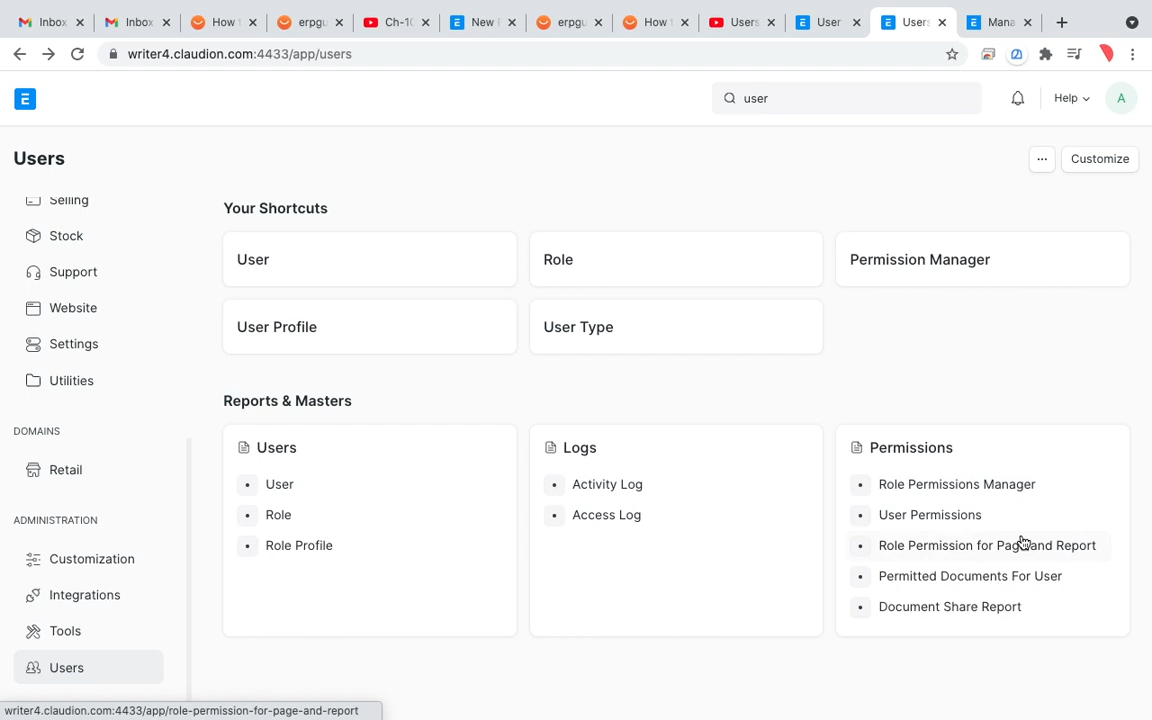 Inbox
Inbox
How t
erpgu
Ch-10
New F
erpgu
How t
Users
User
Users
Mana
writer4.claudion.com:4433/app/users
E
user
Help
A
Users
...
Customize
Selling
Stock
Support
Website
Settings
Utilities
DOMAINS
Retail
ADMINISTRATION
Customization
Integrations
Tools
Users
Your Shortcuts
User
Role
Permission Manager
User Profile
User Type
Reports & Masters
Users
User
Role
Role Profile
Logs
Activity Log
Access Log
Permissions
Role Permissions Manager
User Permissions
Role Permission for Page and Report
Permitted Documents For User
Document Share Report
writer4.claudion.com:4433/app/role-permission-for-page-and-report